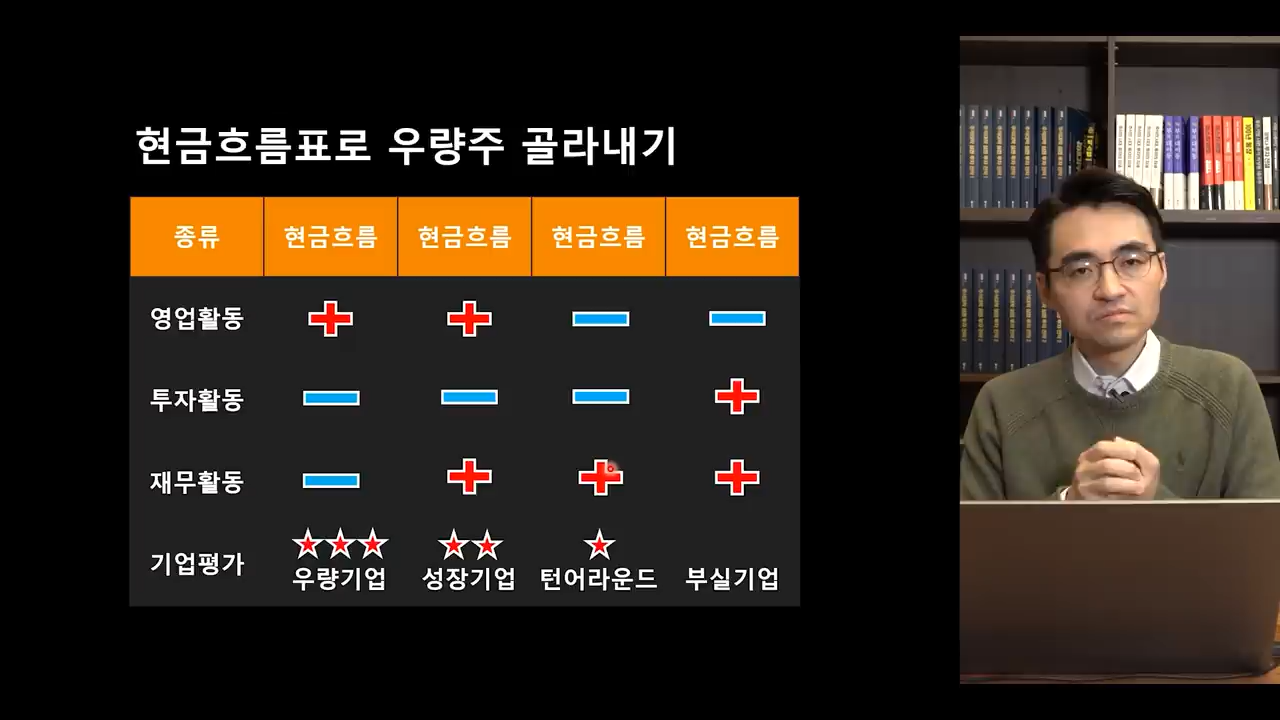 현금흐름표로 우량주 골라내기
종류 현금흐름 현금흐름 현금흐름 현금흐름
영업활동
투자활동
재무활동
기업평가 우량기업 성장기업 턴어라운드 부실기업